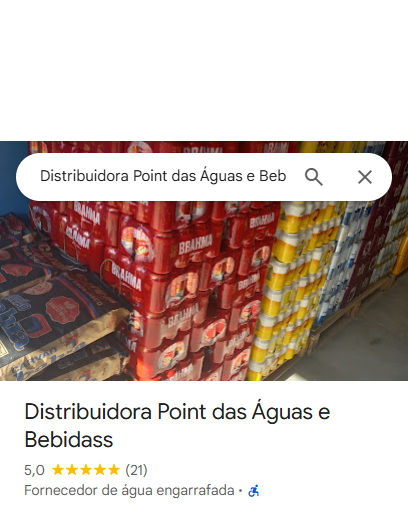 Distribuidora Point das Águas e Beb
BRAHMA
BRAHMA
BRAHMA
BRAHMA
BRAHMA
Distribuidora Point das Águas e
Bebidass
5,0 (21)
Fornecedor de água engarrafada ·